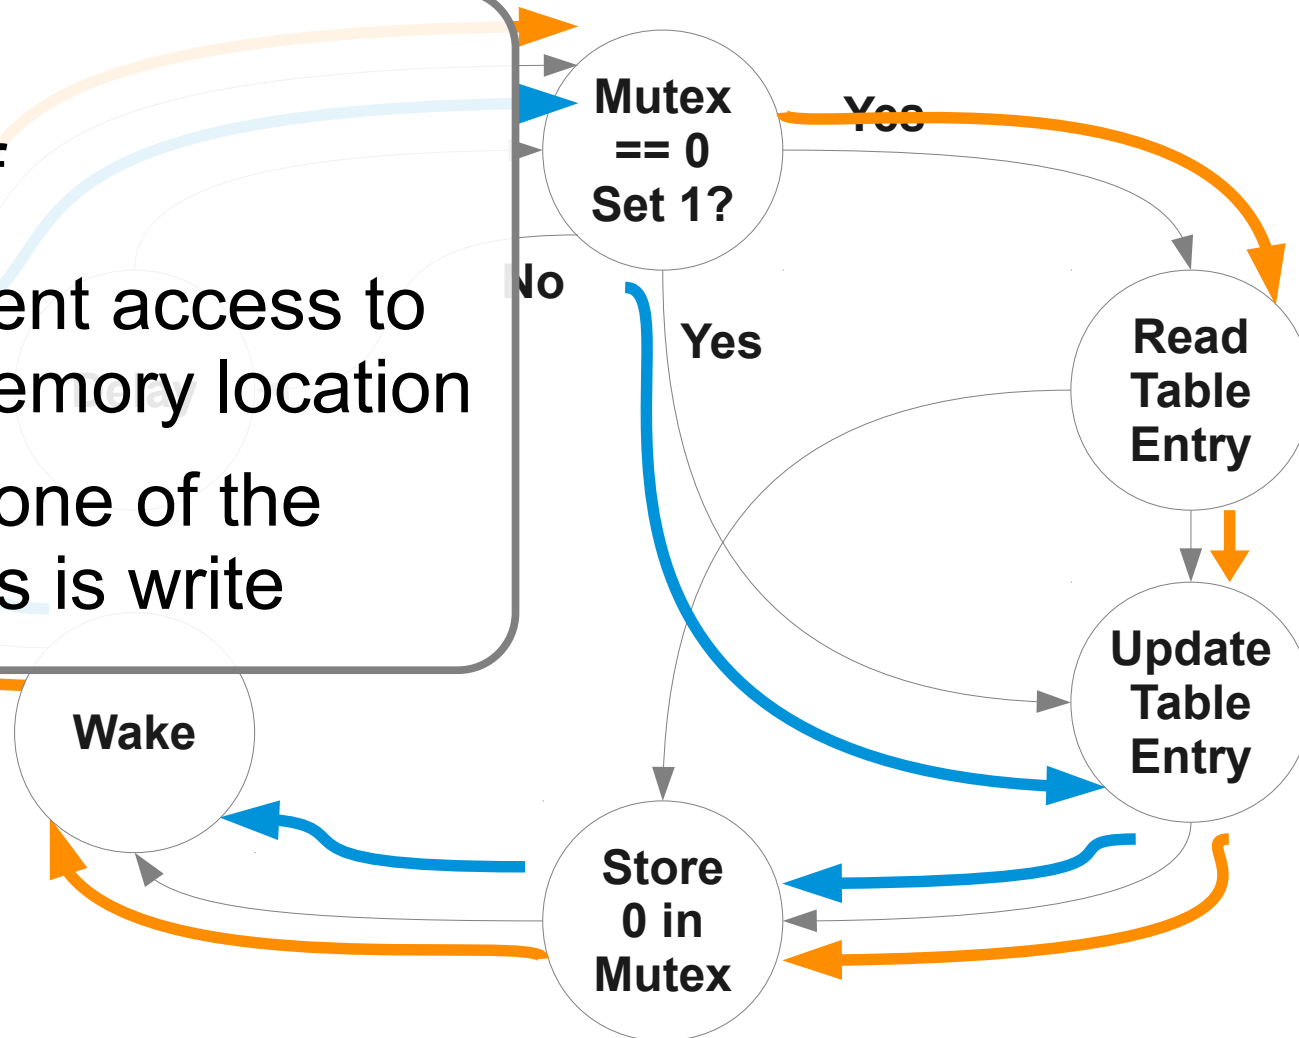 f
ent access to
emory location
one of the
s is write
Delay
Mutex
== 0
Set 1?
Yes
No
Yes
Read
Table
Entry
Update
Table
Entry
Wake
Store
0 in
Mutex